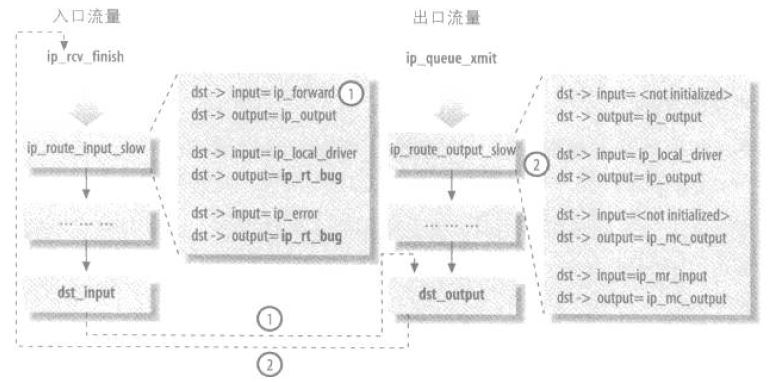 入口流量
出口流量
ip_rcv_finish
ip_queue_xmit
dst -> input= ip_forward
①
dst -> output= ip_output
dst -> input= ip_local_driver
dst -> output= ip_rt_bug
dst -> input= ip_error
dst -> output= ip_rt_bug
ip_route_input_slow
... ... ...
dst_input
ip_route_output_slow
②
... ... ...
dst_output
dst -> input= <not initialized>
dst -> output= ip_output
dst -> input= ip_local_driver
dst -> output= ip_output
dst -> input=<not initialized>
dst -> output= ip_mc_output
dst -> input=ip_mr_input
dst -> output= ip_mc_output
①
②